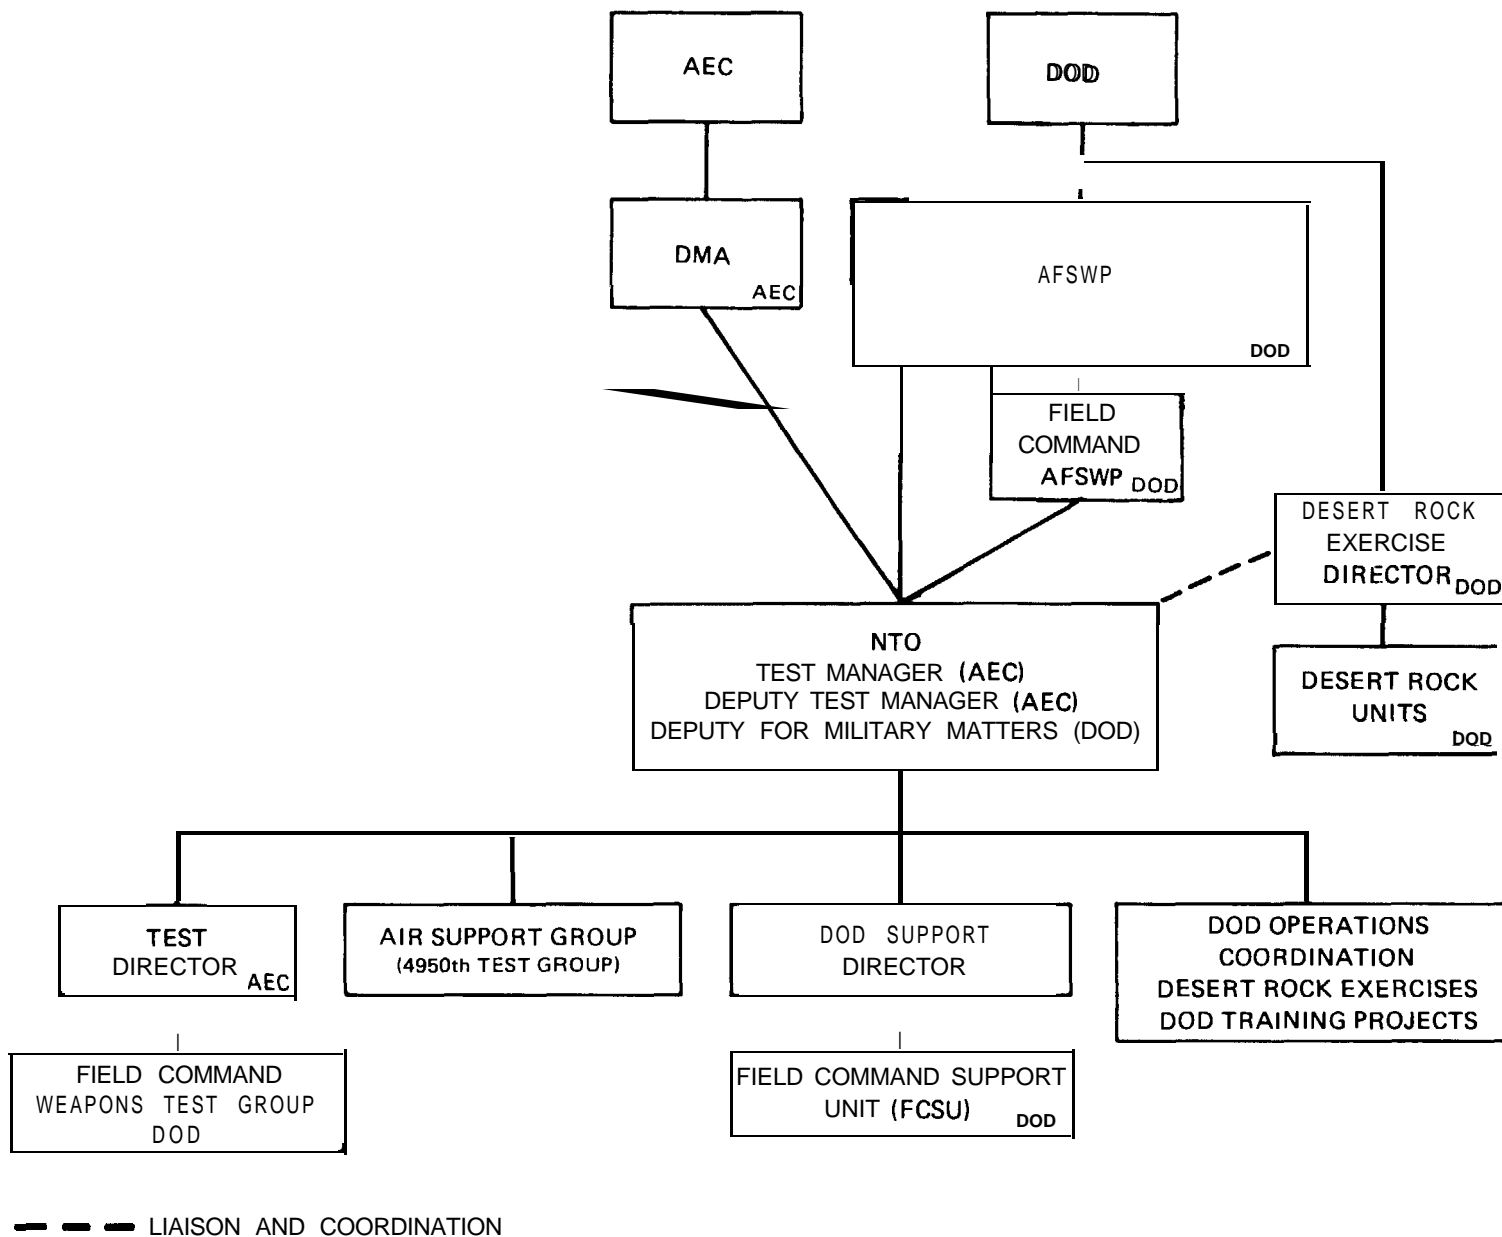 AEC
DOD
DMA
AEC
AFSWP
DOD
FIELD
COMMAND
AFSWP DOD
DESERT ROCK
EXERCISE
DIRECTOR DOD
NTO
TEST MANAGER (AEC)
DEPUTY TEST MANAGER (AEC)
DEPUTY FOR MILITARY MATTERS (DOD)
DESERT ROCK
UNITS
DOD
TEST
DIRECTOR AEC
AIR SUPPORT GROUP
(4950th TEST GROUP)
DOD SUPPORT
DIRECTOR
DOD OPERATIONS
COORDINATION
DESERT ROCK EXERCISES
DOD TRAINING PROJECTS
FIELD COMMAND
WEAPONS TEST GROUP
DOD
FIELD COMMAND SUPPORT
UNIT (FCSU) DOD
LIAISON AND COORDINATION